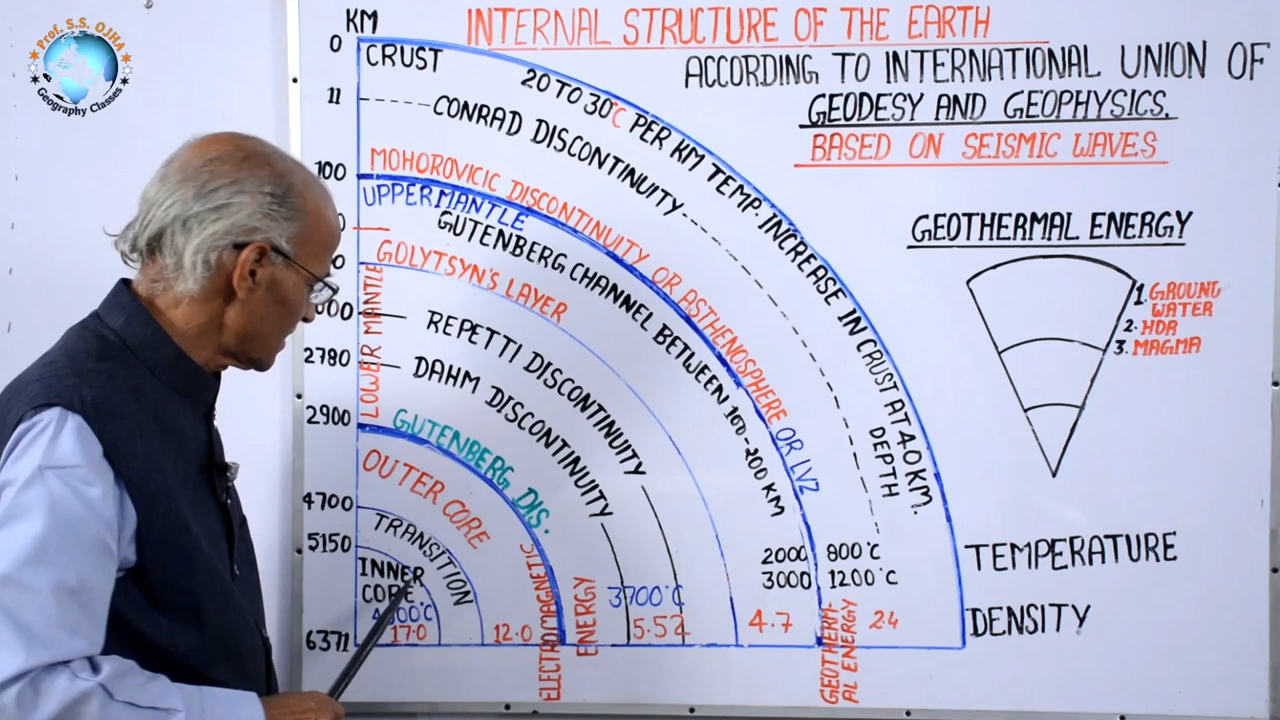 Prof. S.S. OJHA
Geography Classes
INTERNAL STRUCTURE OF THE EARTH
ACCORDING TO INTERNATIONAL UNION OF
GEODESY AND GEOPHYSICS.
BASED ON SEISMIC WAVES
KM
0
CRUST
20 TO 30°C PER KM TEMP. INCREASE IN CRUST AT 40KM.
DEPTH
11
CONRAD DISCONTINUITY
100
MOHOROVICIC DISCONTINUITY OR ASTHENOSPHERE OR LVZ
UPPER MANTLE
GUTENBERG CHANNEL BETWEEN 100-200 KM
GOLYTSYN'S LAYER
LOWER MANTLE
REPETTI DISCONTINUITY
2780
DAHM DISCONTINUITY
2900
GUTENBERG DIS.
OUTER CORE
4700
TRANSITION
5150
INNER
CORE
17.0
6371
12.0
ELECTROMAGNETIC
ENERGY
3700°C
5.52
2000 800°C
3000 1200°C
4.7
GEOTHERM-
AL ENERGY
24
TEMPERATURE
DENSITY
GEOTHERMAL ENERGY
1. GROUND
WATER
2. HDR
3. MAGMA